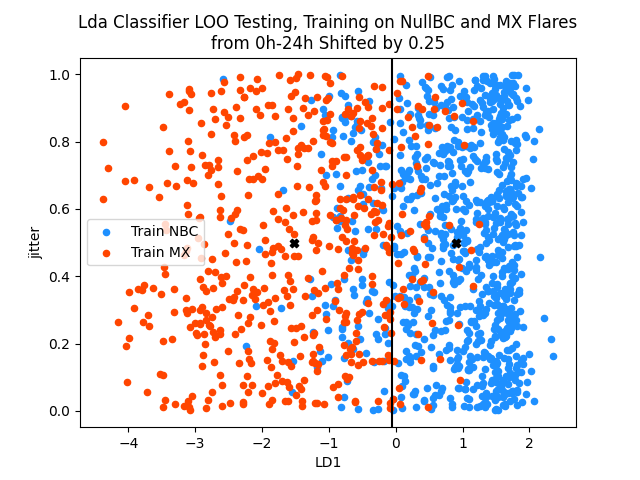 Lda Classifier LOO Testing, Training on NullBC and MX Flares
from 0h-24h Shifted by 0.25
1.0
0.8
0.6
0.4
0.2
0.0
jitter
Train NBC
Train MX
−4
−3
−2
−1
0
1
2
LD1